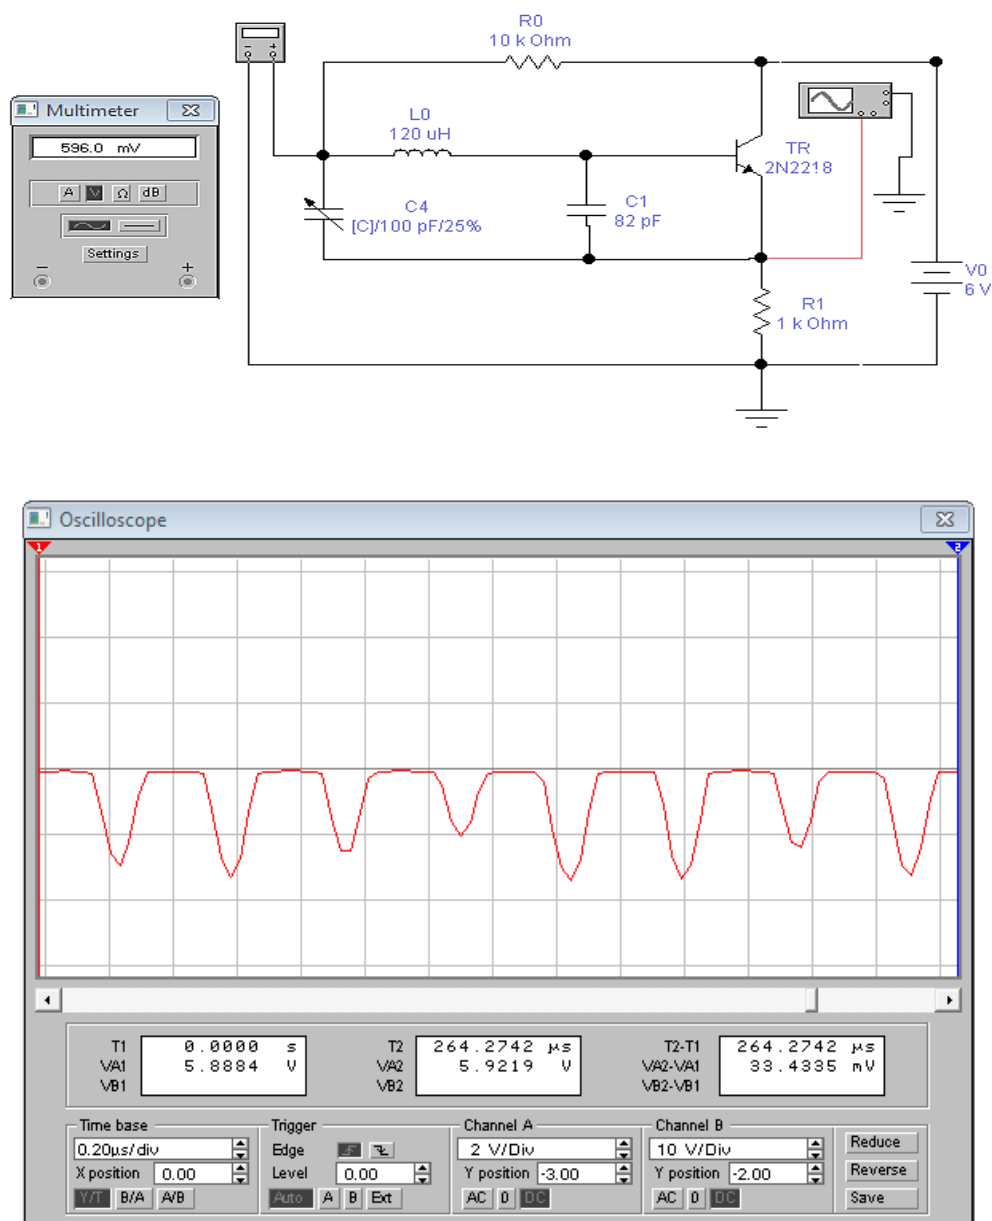 R0
10 k Ohm
Multimeter
596.0 mV
A V Ω dB
Settings
− +
− +
L0
120 uH
TR
2N2218
C4
[C]/100 pF/25%
C1
82 pF
V0
6 V
R1
1 k Ohm
Oscilloscope
1 2
T1 0.0000 s
VA1 5.8884 V
VB1
T2 264.2742 μs
VA2 5.9219 V
VB2
T2-T1 264.2742 μs
VA2-VA1 33.4335 mV
VB2-VB1
Time base
0.20μs/div
X position 0.00
Y/T B/A A/B
Trigger
Edge
Level 0.00
Auto A B Ext
Channel A
2 V/Div
Y position -3.00
AC 0 DC
Channel B
10 V/Div
Y position -2.00
AC 0 DC
Reduce
Reverse
Save